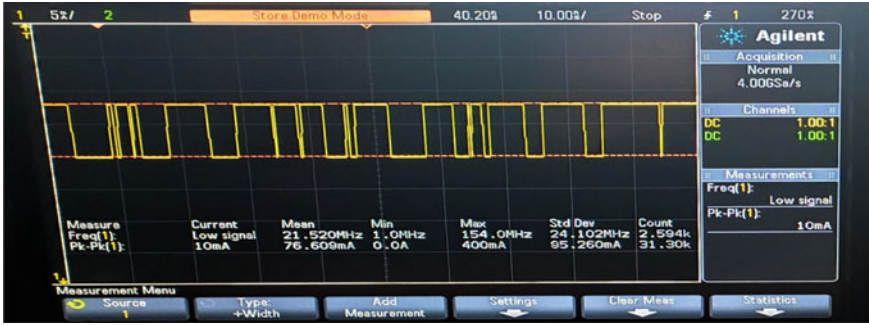 1 5%/ 2 Store Demo Mode 40.20% 10.00%/ Stop 1 270%
Agilent
Acquisition
Normal
4.00GSa/s
Channels
DC 1.00:1
DC 1.00:1
Measurements
Freq(1):
Low signal
Pk-Pk(1):
10mA
Measure Current Mean Min Max Std Dev Count
Freq(1): Low signal 21.520MHz 1.0MHz 154.0MHz 24.102MHz 2.594k
Pk-Pk(1): 10mA 76.609mA 0.0A 400mA 95.260mA 31.30k
Measurement Menu
Source Type: Add Settings Clear Meas Statistics
1 +Width Measurement